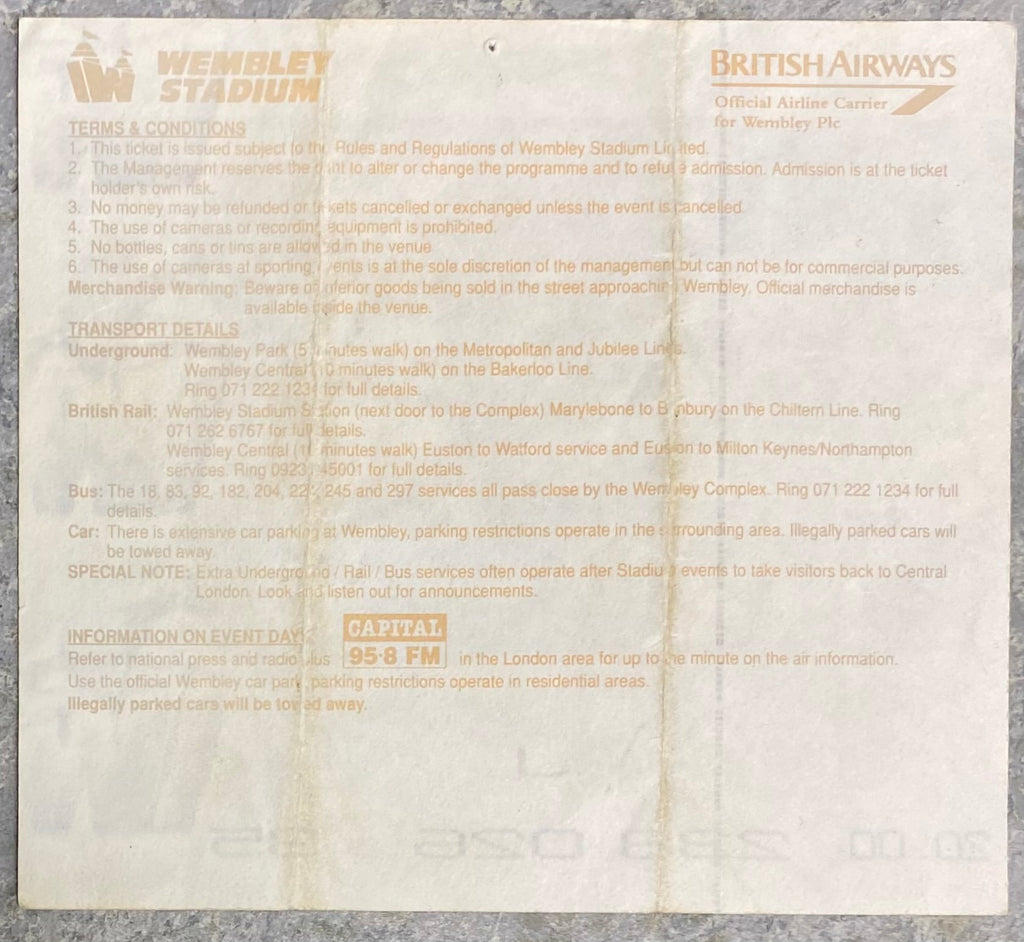 WEMBLEY
STADIUM
BRITISH AIRWAYS
Official Airline Carrier
for Wembley Plc
TERMS & CONDITIONS
1. This ticket is issued subject to the Rules and Regulations of Wembley Stadium Limited.
2. The Management reserves the right to alter or change the programme and to refuse admission. Admission is at the ticket
holder's own risk.
3. No money may be refunded or tickets cancelled or exchanged unless the event is cancelled.
4. The use of cameras or recording equipment is prohibited.
5. No bottles, cans or tins are allowed in the venue
6. The use of cameras at sporting events is at the sole discretion of the management but can not be for commercial purposes.
Merchandise Warning: Beware of inferior goods being sold in the street approaching Wembley. Official merchandise is
available inside the venue.
TRANSPORT DETAILS
Underground: Wembley Park (5 minutes walk) on the Metropolitan and Jubilee Lines.
Wembley Central (10 minutes walk) on the Bakerloo Line.
Ring 071 222 1234 for full details.
British Rail: Wembley Stadium Station (next door to the Complex) Marylebone to Banbury on the Chiltern Line. Ring
071 262 6767 for full details.
Wembley Central (10 minutes walk) Euston to Watford service and Euston to Milton Keynes/Northampton
services. Ring 0923 45001 for full details.
Bus: The 18, 83, 92, 182, 204, 245 and 297 services all pass close by the Wembley Complex. Ring 071 222 1234 for full
details.
Car: There is extensive car parking at Wembley, parking restrictions operate in the surrounding area. Illegally parked cars will
be towed away.
SPECIAL NOTE: Extra Underground / Rail / Bus services often operate after Stadium events to take visitors back to Central
London. Look and listen out for announcements.
INFORMATION ON EVENT DAY
Refer to national press and radio plus CAPITAL 95·8 FM in the London area for up to the minute on the air information.
Use the official Wembley car park, parking restrictions operate in residential areas.
Illegally parked cars will be towed away.